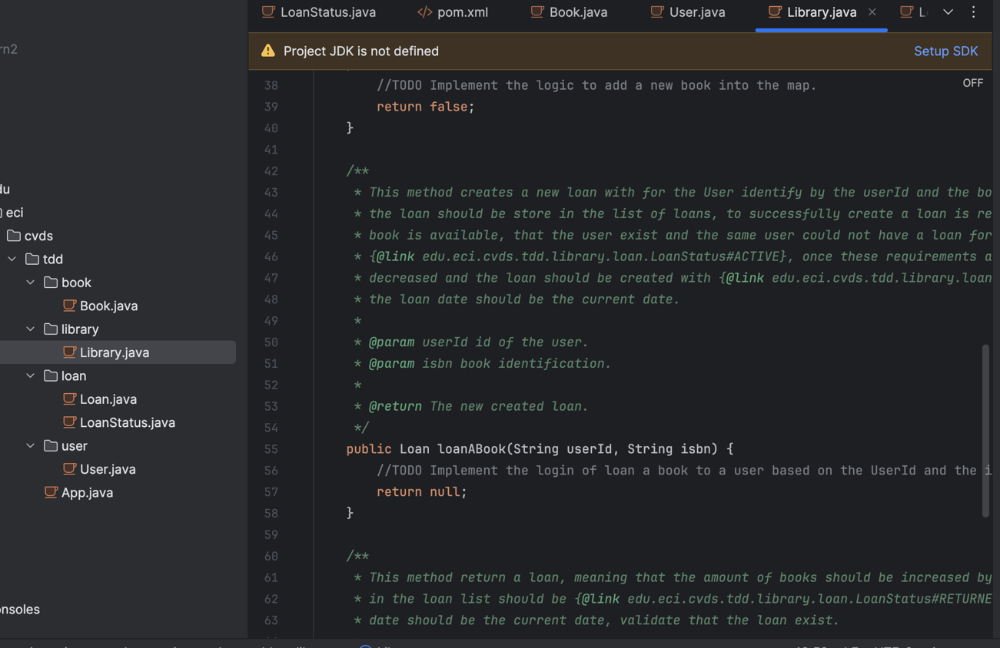 LoanStatus.java
</> pom.xml
Book.java
User.java
Library.java
L
Project JDK is not defined
Setup SDK
OFF
rn2
du
eci
cvds
tdd
book
Book.java
library
Library.java
loan
Loan.java
LoanStatus.java
user
User.java
App.java
onsoles
38 //TODO Implement the logic to add a new book into the map.
39 return false;
40 }
41
42 /**
43 * This method creates a new loan with for the User identify by the userId and the bo
44 * the loan should be store in the list of loans, to successfully create a loan is re
45 * book is available, that the user exist and the same user could not have a loan for
46 * {@link edu.eci.cvds.tdd.library.loan.LoanStatus#ACTIVE}, once these requirements a
47 * decreased and the loan should be created with {@link edu.eci.cvds.tdd.library.loan
48 * the loan date should be the current date.
49 *
50 * @param userId id of the user.
51 * @param isbn book identification.
52 *
53 * @return The new created loan.
54 */
55 public Loan loanABook(String userId, String isbn) {
56 //TODO Implement the login of loan a book to a user based on the UserId and the i
57 return null;
58 }
59
60 /**
61 * This method return a loan, meaning that the amount of books should be increased by
62 * in the loan list should be {@link edu.eci.cvds.tdd.library.loan.LoanStatus#RETURNE
63 * date should be the current date, validate that the loan exist.